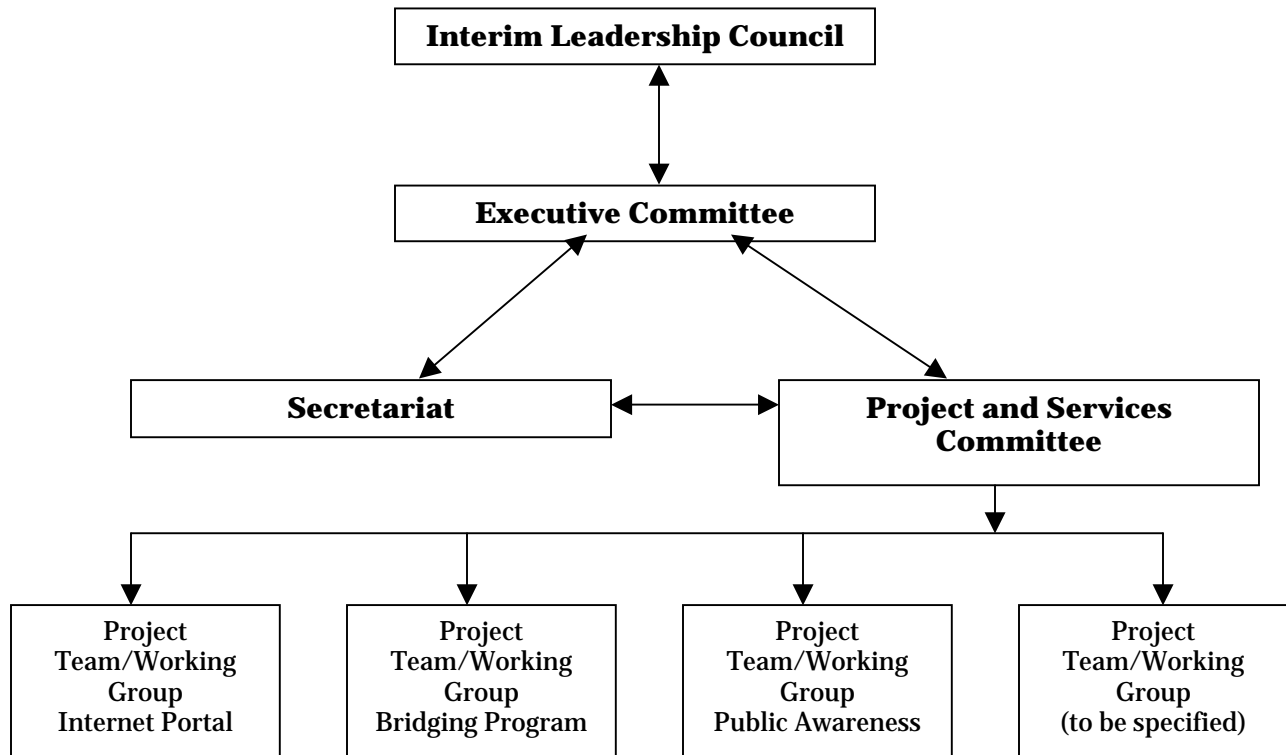 Interim Leadership Council
Executive Committee
Secretariat
Project and Services
Committee
Project
Team/Working
Group
Internet Portal
Project
Team/Working
Group
Bridging Program
Project
Team/Working
Group
Public Awareness
Project
Team/Working
Group
(to be specified)